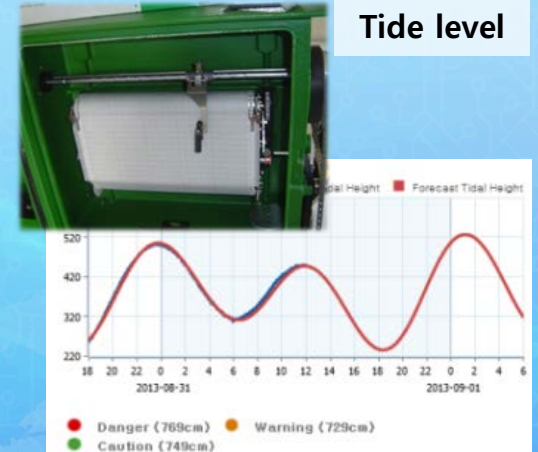 Tide level
dal Height Forecast Tidal Height
520
420
320
220
18 20 22 0 2 4 6 8 10 12 14 16 18 20 22 0 2 4 6
2013-08-31 2013-09-01
Danger (769cm) Warning (729cm)
Caution (749cm)